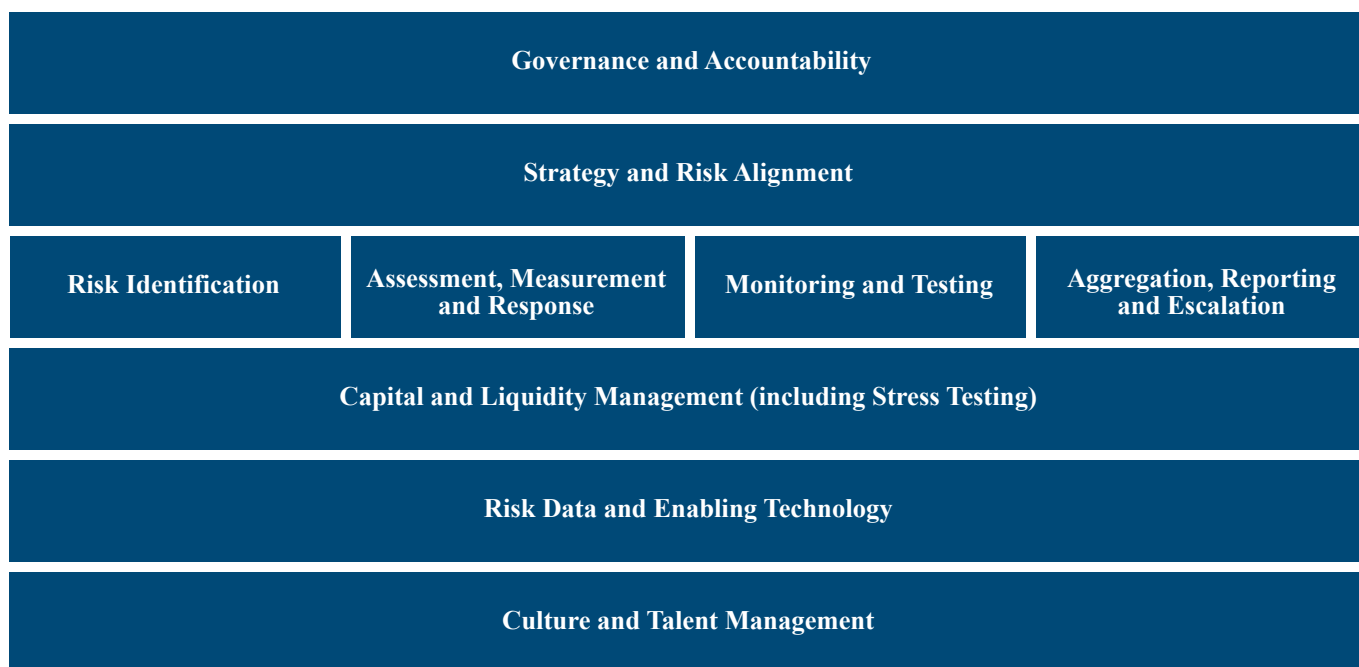 Governance and Accountability
Strategy and Risk Alignment
Risk Identification
Assessment, Measurement
and Response
Monitoring and Testing
Aggregation, Reporting
and Escalation
Capital and Liquidity Management (including Stress Testing)
Risk Data and Enabling Technology
Culture and Talent Management